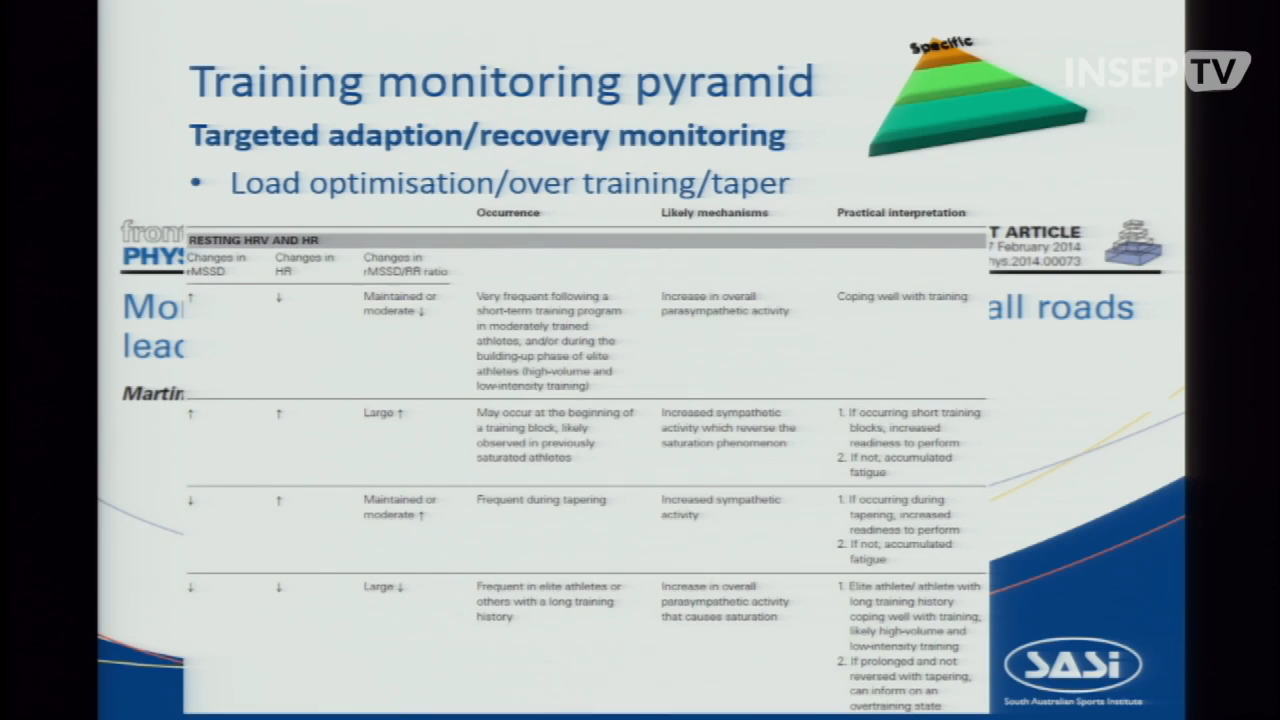 Specific
INSEP TV
Training monitoring pyramid
Targeted adaption/recovery monitoring
• Load optimisation/over training/taper
Occurrence Likely mechanisms Practical interpretation
fron
PHYS
RESTING HRV AND HR
T ARTICLE
7 February 2014
hys.2014.00073
Changes in Changes in Changes in
rMSSD HR rMSSD/RR ratio
Mo
all roads
lead
Martin
↑ ↓ Maintained or Very frequent following a Increase in overall Coping well with training
moderate ↓ short-term training program parasympathetic activity
in moderately trained
athletes, and/or during the
building-up phase of elite
athletes (high-volume and
low-intensity training)
↑ ↑ Large ↑ May occur at the beginning of Increased sympathetic 1. If occurring short training
a training block, likely activity which reverse the blocks, increased
observed in previously saturation phenomenon readiness to perform
saturated athletes 2. If not, accumulated
fatigue
↓ ↑ Maintained or Frequent during tapering Increased sympathetic 1. If occurring during
moderate ↑ activity tapering, increased
readiness to perform
2. If not, accumulated
fatigue
↓ ↓ Large ↓ Frequent in elite athletes or Increase in overall 1. Elite athlete/ athlete with
others with a long training parasympathetic activity long training history
history that causes saturation coping well with training,
likely high-volume and
low-intensity training
2. If prolonged and not
reversed with tapering,
can inform on an
overtraining state
SASi
South Australian Sports Institute